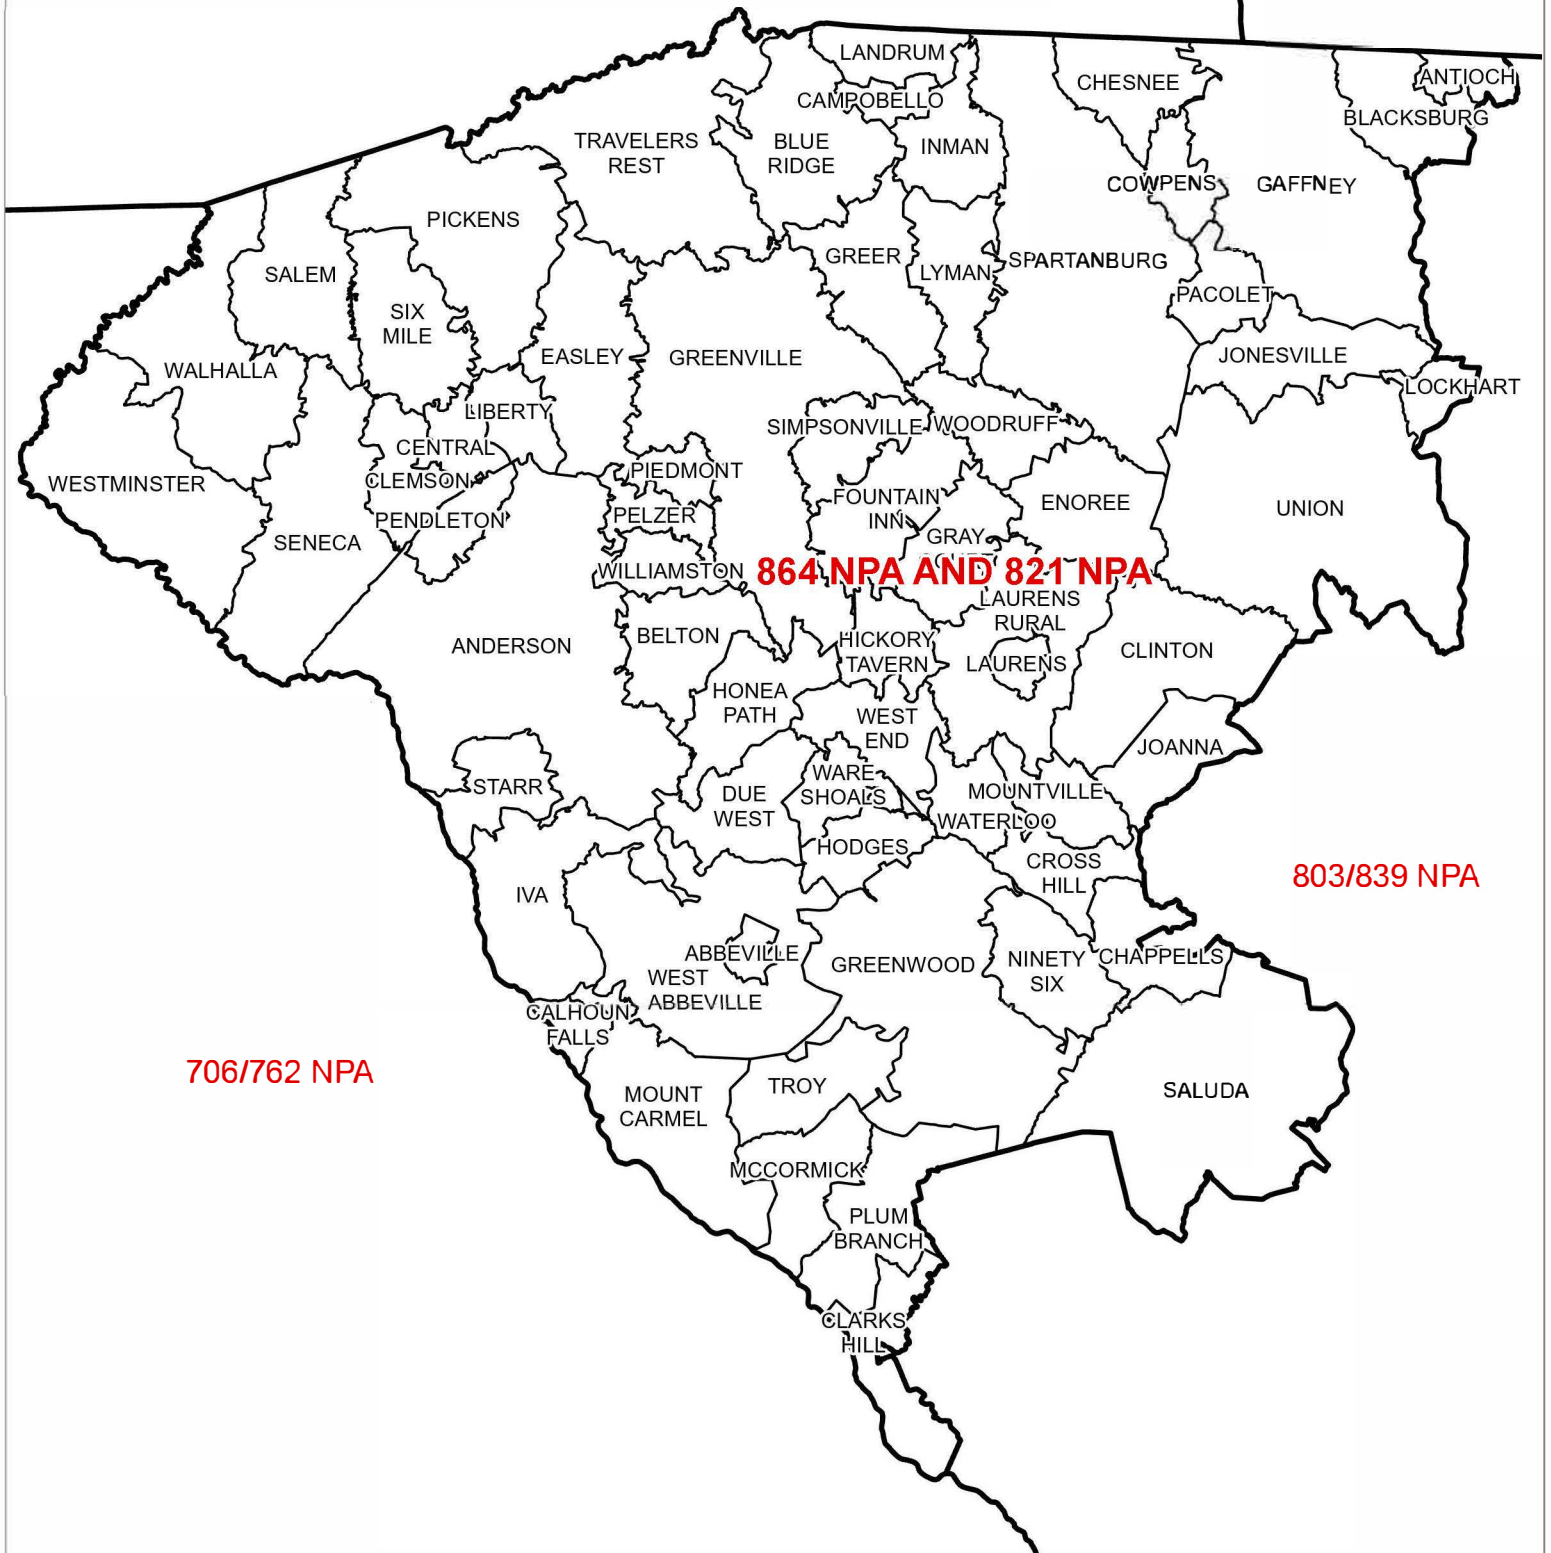 LANDRUM
ANTIOCH
CHESNEE
CAMPOBELLO
BLACKSBURG
TRAVELERS
REST
BLUE
RIDGE
INMAN
COWPENS
GAFFNEY
PICKENS
GREER
SPARTANBURG
SALEM
LYMAN
PACOLET
SIX
MILE
WALHALLA
EASLEY
GREENVILLE
JONESVILLE
LOCKHART
LIBERTY
SIMPSONVILLE
WOODRUFF
CENTRAL
WESTMINSTER
CLEMSON
PIEDMONT
FOUNTAIN
INN
ENOREE
UNION
PENDLETON
PELZER
SENECA
GRAY
WILLIAMSTON
864 NPA AND 821 NPA
LAURENS
RURAL
ANDERSON
BELTON
HICKORY
TAVERN
LAURENS
CLINTON
HONEA
PATH
WEST
END
JOANNA
STARR
DUE
WEST
WARE
SHOALS
MOUNTVILLE
WATERLOO
HODGES
CROSS
HILL
803/839 NPA
IVA
ABBEVILLE
WEST
ABBEVILLE
GREENWOOD
NINETY
SIX
CHAPPELLS
CALHOUN
FALLS
706/762 NPA
MOUNT
CARMEL
TROY
SALUDA
MCCORMICK
PLUM
BRANCH
CLARKS
HILL